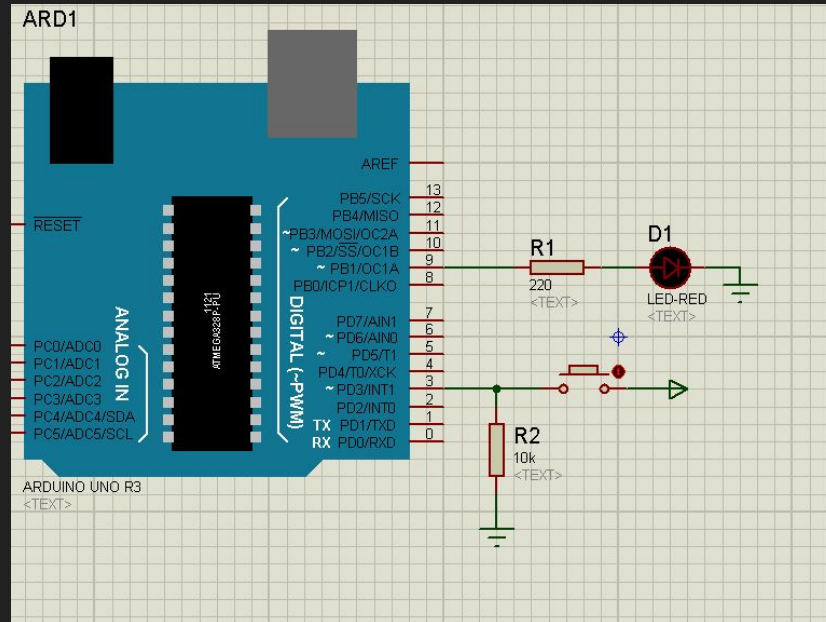 ARD1
AREF
RESET
PB5/SCK 13
PB4/MISO 12
~PB3/MOSI/OC2A 11
~ PB2/SS/OC1B 10
~ PB1/OC1A 9
PB0/ICP1/CLKO 8
PD7/AIN1 7
~ PD6/AIN0 6
~ PD5/T1 5
PD4/T0/XCK 4
~ PD3/INT1 3
PD2/INT0 2
TX PD1/TXD 1
RX PD0/RXD 0
PC0/ADC0
PC1/ADC1
PC2/ADC2
PC3/ADC3
PC4/ADC4/SDA
PC5/ADC5/SCL
ANALOG IN
1121
ATMEGA328P-PU
DIGITAL (~PWM)
ARDUINO UNO R3
<TEXT>
R1
220
<TEXT>
D1
LED-RED
<TEXT>
R2
10k
<TEXT>